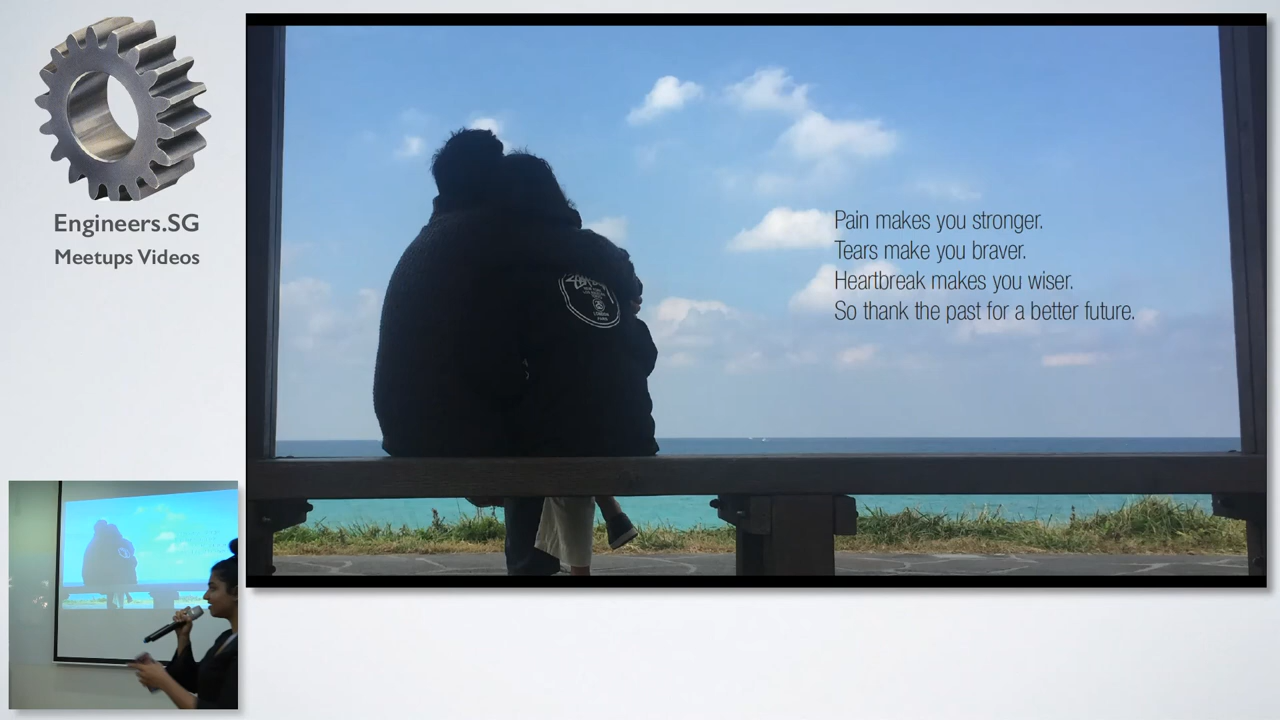 Engineers.SG
Meetups Videos
Pain makes you stronger.
Tears make you braver.
Heartbreak makes you wiser.
So thank the past for a better future.